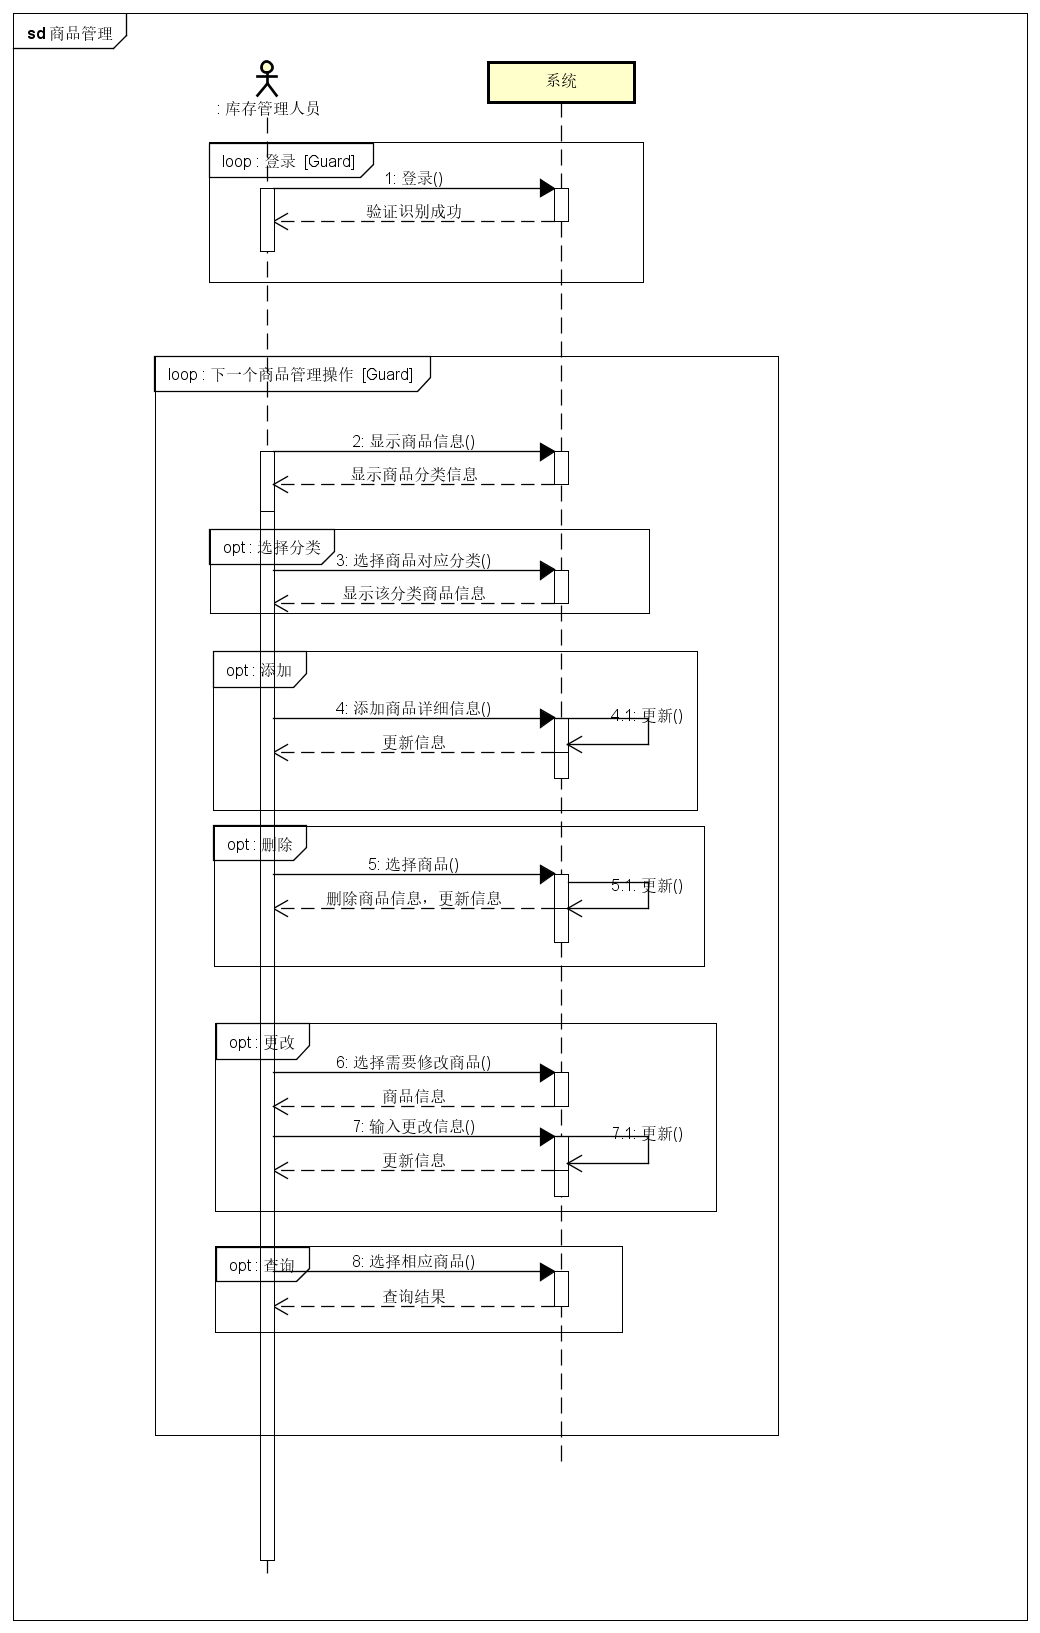 sd 商品管理
: 库存管理人员
系统
loop : 登录 [Guard]
1: 登录()
验证识别成功
loop : 下一个商品管理操作 [Guard]
2: 显示商品信息()
显示商品分类信息
opt : 选择分类
3: 选择商品对应分类()
显示该分类商品信息
opt : 添加
4: 添加商品详细信息()
4.1: 更新()
更新信息
opt : 删除
5: 选择商品()
5.1: 更新()
删除商品信息，更新信息
opt : 更改
6: 选择需要修改商品()
商品信息
7: 输入更改信息()
7.1: 更新()
更新信息
opt : 查询
8: 选择相应商品()
查询结果